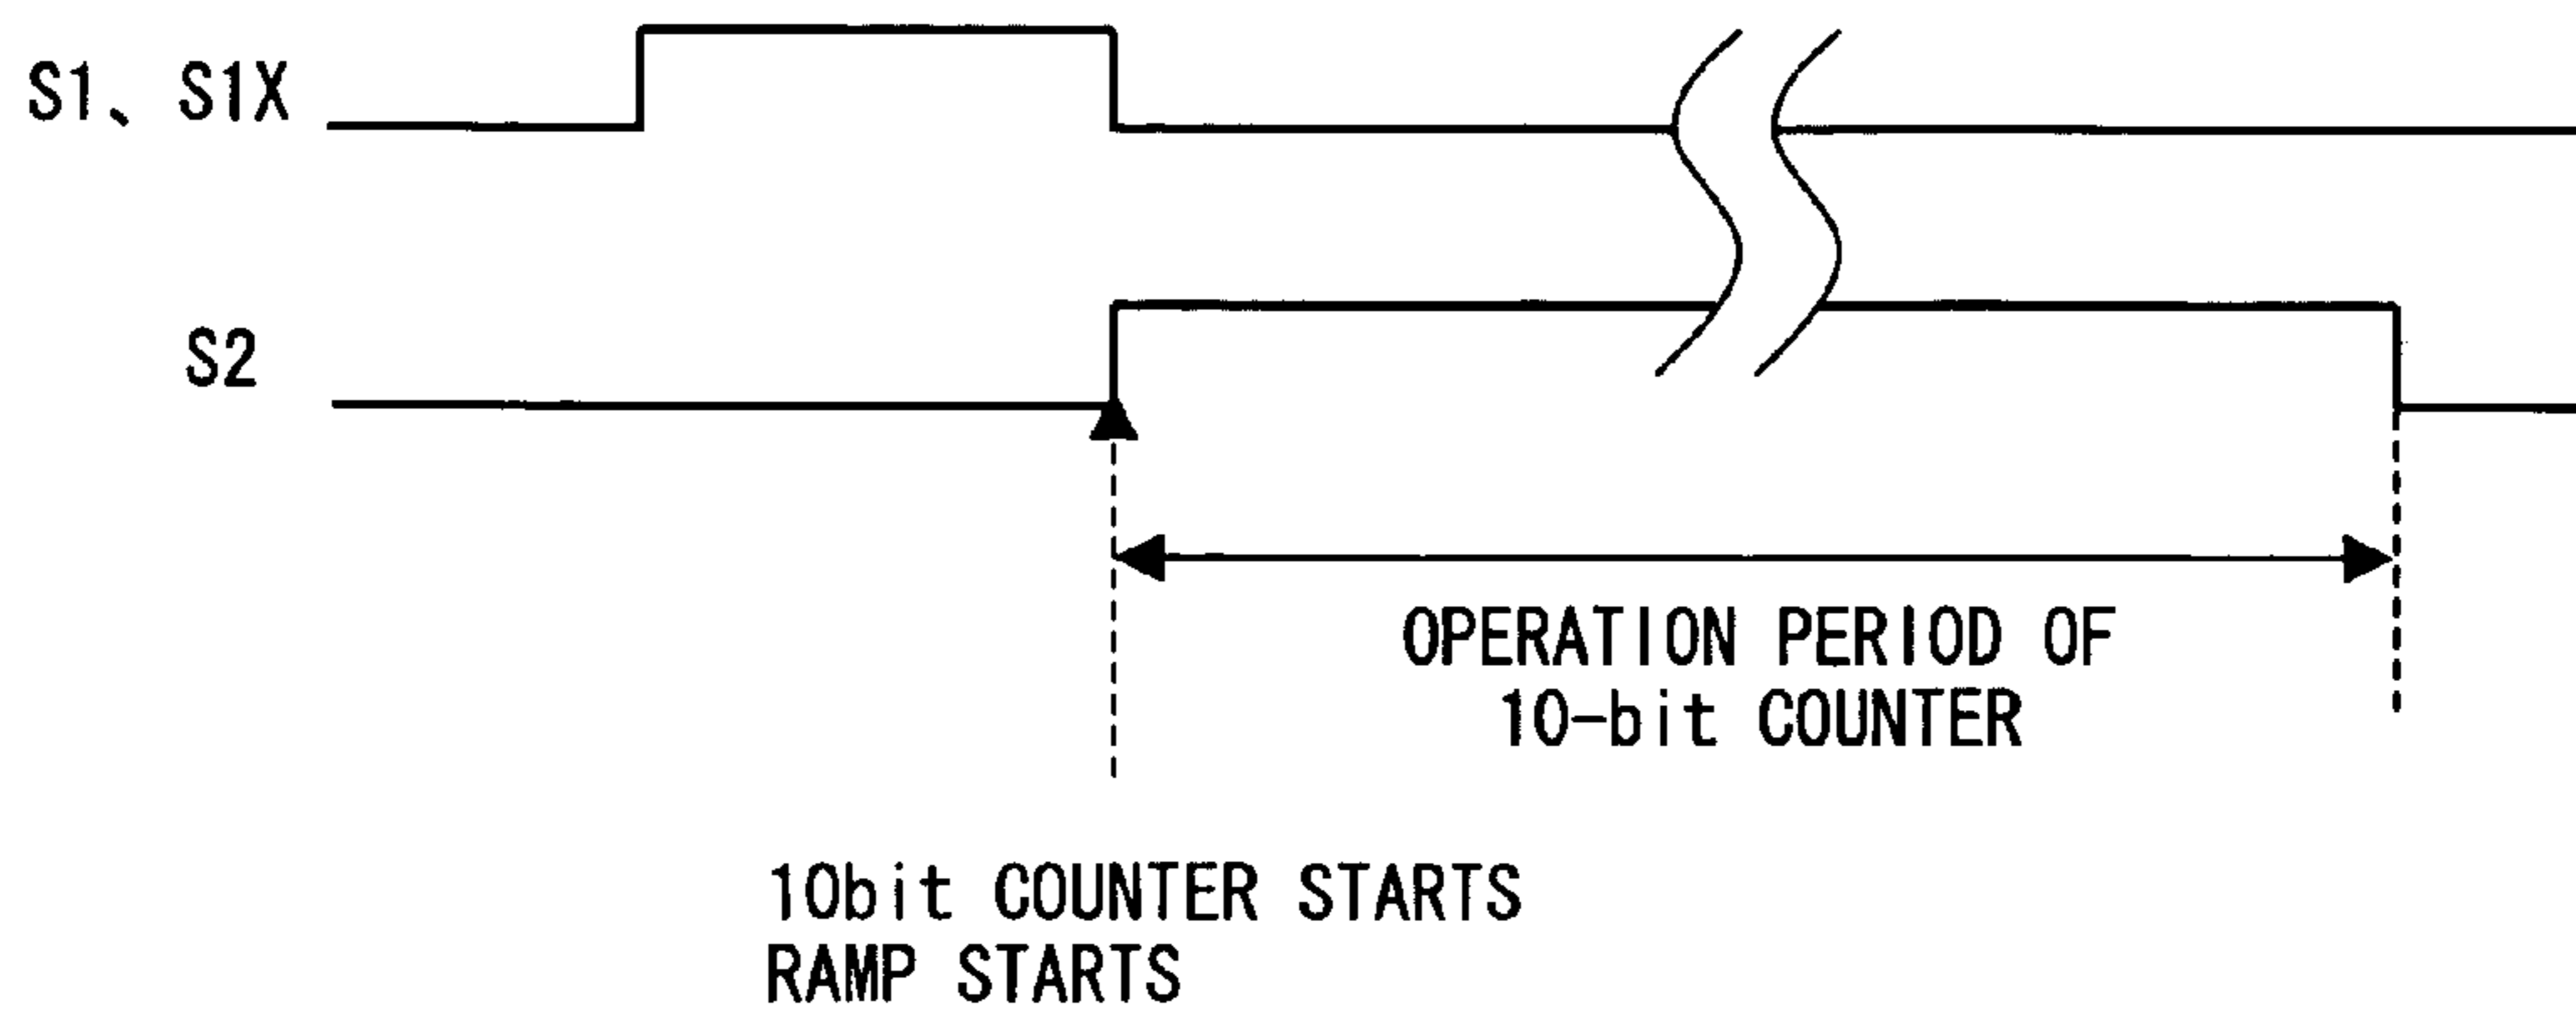 S1、S1X
S2
OPERATION PERIOD OF
10-bit COUNTER
10bit COUNTER STARTS
RAMP STARTS